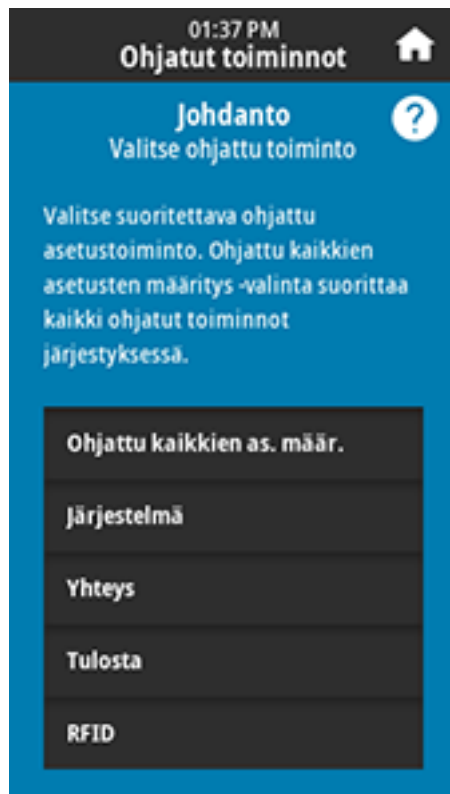 01:37 PM
Ohjatut toiminnot
Johdanto
?
Valitse ohjattu toiminto
Valitse suoritettava ohjattu
asetustoiminto. Ohjattu kaikkien
asetusten määritys -valinta suorittaa
kaikki ohjatut toiminnot
järjestyksessä.
Ohjattu kaikkien as. määr.
Järjestelmä
Yhteys
Tulosta
RFID